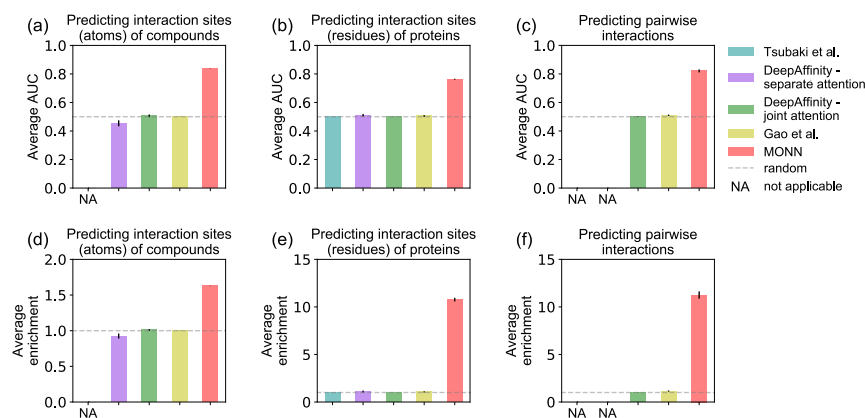 (a) Predicting interaction sites
(atoms) of compounds
Average AUC
1.0
0.8
0.6
0.4
0.2
0.0
NA
(b) Predicting interaction sites
(residues) of proteins
Average AUC
1.0
0.8
0.6
0.4
0.2
0.0
(c) Predicting pairwise
interactions
Average AUC
1.0
0.8
0.6
0.4
0.2
0.0
NA NA
Tsubaki et al.
DeepAffinity -
separate attention
DeepAffinity -
joint attention
Gao et al.
MONN
random
NA not applicable
(d) Predicting interaction sites
(atoms) of compounds
Average
enrichment
2.0
1.5
1.0
0.5
0.0
NA
(e) Predicting interaction sites
(residues) of proteins
Average
enrichment
15
10
5
0
(f) Predicting pairwise
interactions
Average
enrichment
15
10
5
0
NA NA